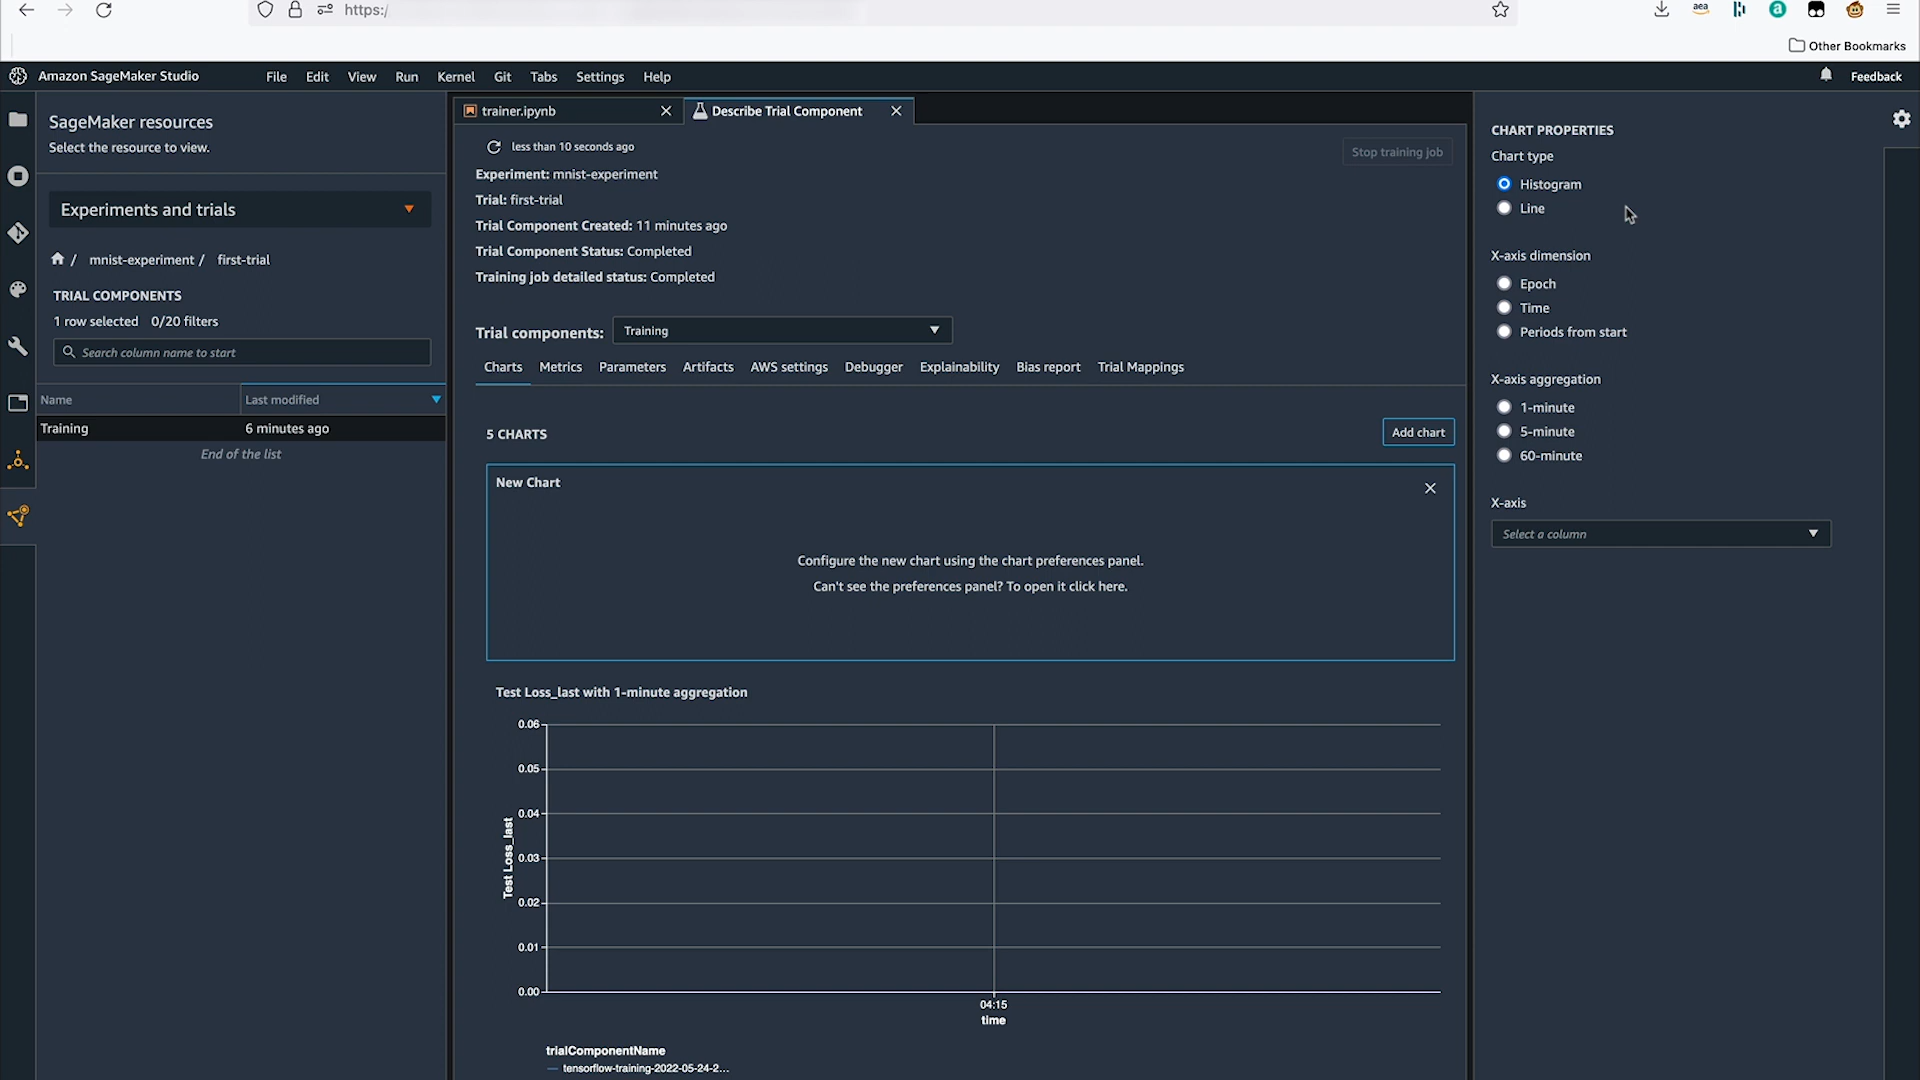 https:/
aea
Other Bookmarks
Amazon SageMaker Studio File Edit View Run Kernel Git Tabs Settings Help Feedback
SageMaker resources
Select the resource to view.
Experiments and trials
/ mnist-experiment / first-trial
TRIAL COMPONENTS
1 row selected 0/20 filters
Search column name to start
Name Last modified
Training 6 minutes ago
End of the list
trainer.ipynb Describe Trial Component
less than 10 seconds ago
Stop training job
Experiment: mnist-experiment
Trial: first-trial
Trial Component Created: 11 minutes ago
Trial Component Status: Completed
Training job detailed status: Completed
Trial components: Training
Charts Metrics Parameters Artifacts AWS settings Debugger Explainability Bias report Trial Mappings
5 CHARTS
Add chart
New Chart
Configure the new chart using the chart preferences panel.
Can't see the preferences panel? To open it click here.
Test Loss_last with 1-minute aggregation
0.06
0.05
0.04
0.03
0.02
0.01
0.00
Test Loss_last
04:15
time
trialComponentName
tensorflow-training-2022-05-24-2...
CHART PROPERTIES
Chart type
Histogram
Line
X-axis dimension
Epoch
Time
Periods from start
X-axis aggregation
1-minute
5-minute
60-minute
X-axis
Select a column